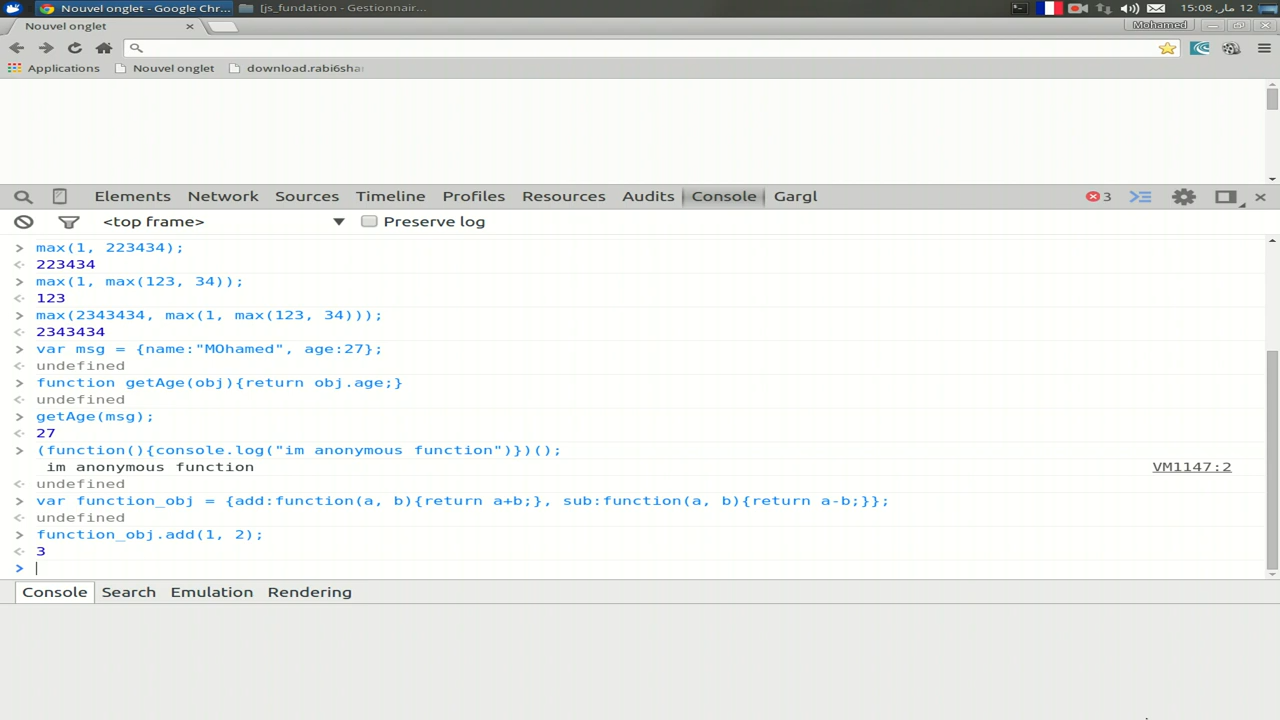 Nouvel onglet - Google Chr... [js_fundation - Gestionnair... 12 مار, 15:08
Nouvel onglet × Mohamed
Applications Nouvel onglet download.rabi6sha
Elements Network Sources Timeline Profiles Resources Audits Console Gargl 3
<top frame> Preserve log
> max(1, 223434);
223434
> max(1, max(123, 34));
123
> max(2343434, max(1, max(123, 34)));
2343434
> var msg = {name:"MOhamed", age:27};
undefined
> function getAge(obj){return obj.age;}
undefined
> getAge(msg);
27
> (function(){console.log("im anonymous function")})();
im anonymous function VM1147:2
undefined
> var function_obj = {add:function(a, b){return a+b;}, sub:function(a, b){return a-b;}};
undefined
> function_obj.add(1, 2);
3
>
Console Search Emulation Rendering